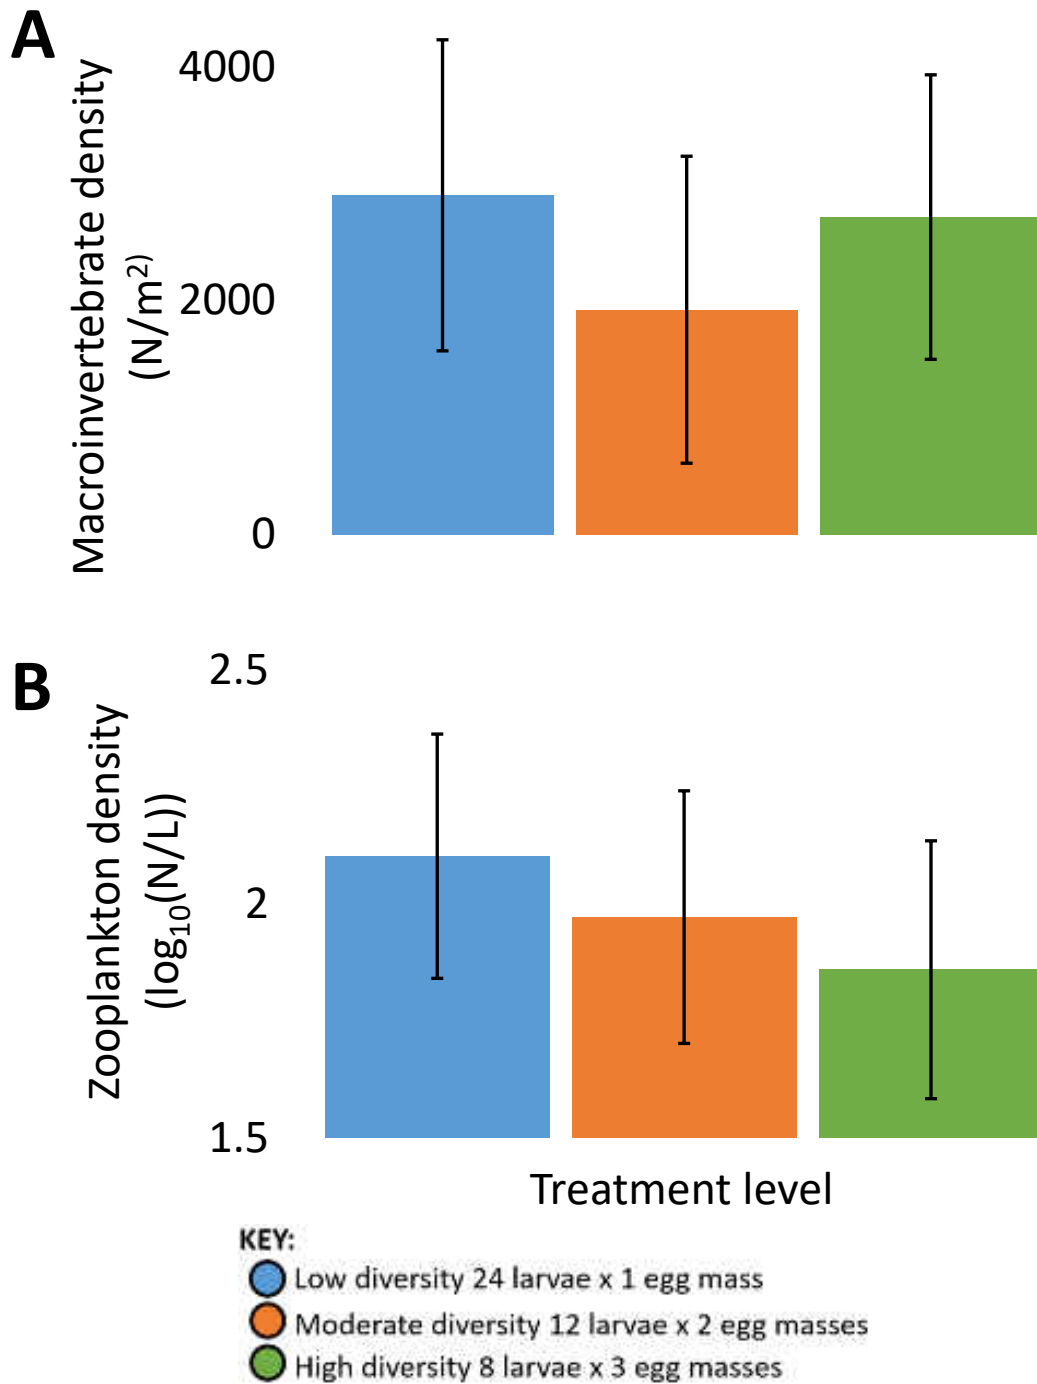 A
Macroinvertebrate density
(N/m²)
4000
2000
0
B
Zooplankton density
(log₁₀(N/L))
2.5
2
1.5
Treatment level
KEY:
Low diversity 24 larvae x 1 egg mass
Moderate diversity 12 larvae x 2 egg masses
High diversity 8 larvae x 3 egg masses